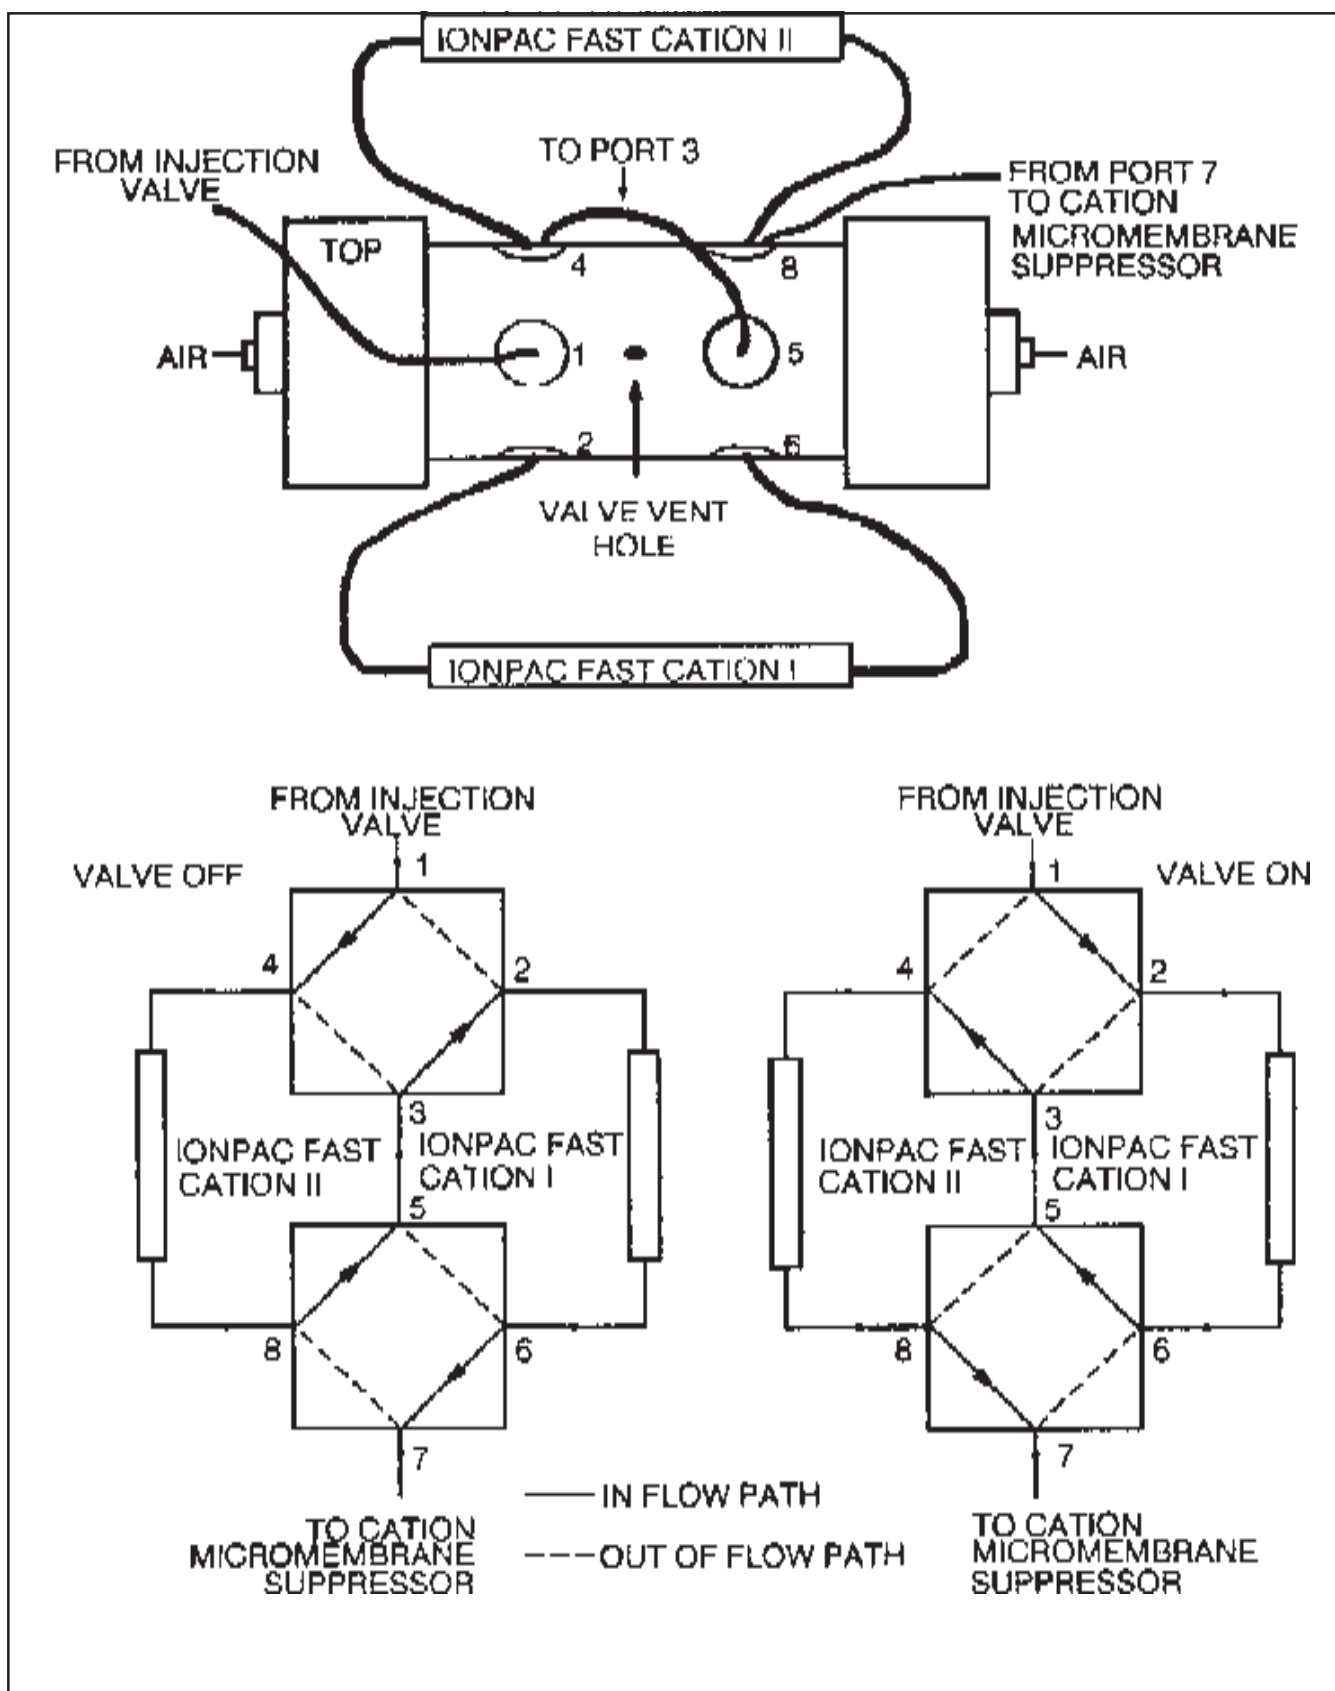 IONPAC FAST CATION II
FROM INJECTION
VALVE
TO PORT 3
FROM PORT 7
TO CATION
MICROMEMBRANE
SUPPRESSOR
TOP
4
8
AIR
1
5
AIR
2
6
VALVE VENT
HOLE
IONPAC FAST CATION I
FROM INJECTION
VALVE
1
VALVE OFF
4
2
3
IONPAC FAST
CATION II
IONPAC FAST
CATION I
5
8
6
7
TO CATION
MICROMEMBRANE
SUPPRESSOR
FROM INJECTION
VALVE
1
VALVE ON
4
2
3
IONPAC FAST
CATION II
IONPAC FAST
CATION I
5
8
6
7
TO CATION
MICROMEMBRANE
SUPPRESSOR
IN FLOW PATH
OUT OF FLOW PATH